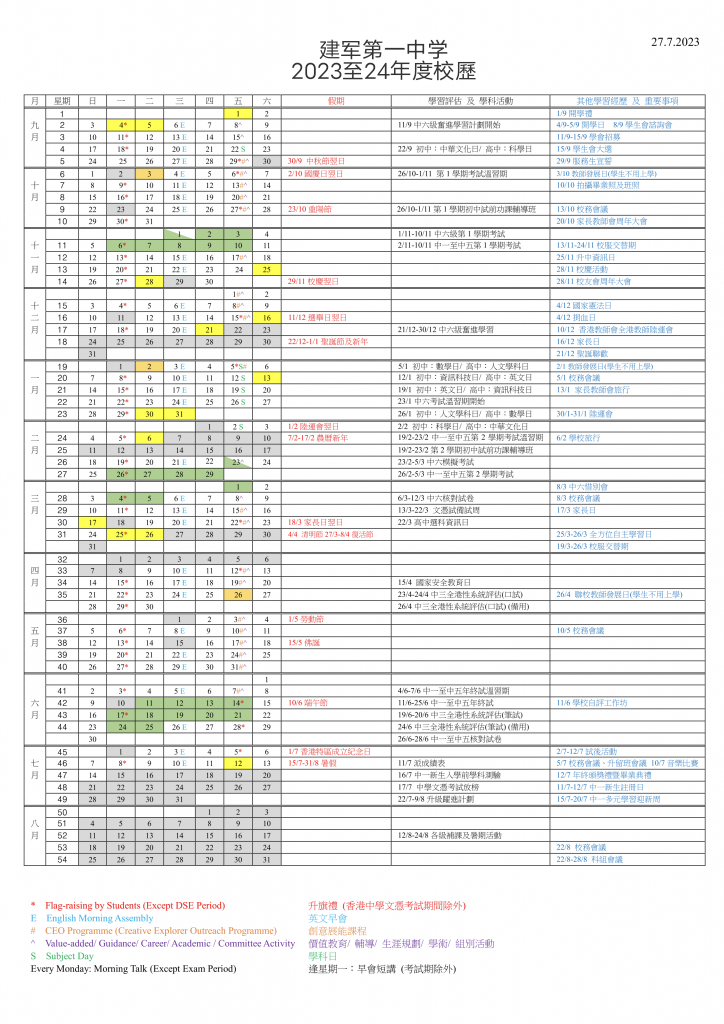 27.7.2023
建军第一中学
2023至24年度校歷
月 星期 日 一 二 三 四 五 六 假期 學習評估 及 學科活動 其他學習經歷 及 重要事項
九月
1 1 2 1/9 開學禮
2 3 4* 5 6 E 7 8^ 9 11/9 中六級奮進學習計劃開始 4/9-5/9 開學日 8/9 學生會諮詢會
3 10 11* 12 13 E 14 15^ 16 11/9-15/9 學會招募
4 17 18* 19 20 E 21 22 S 23 22/9 初中：中華文化日/ 高中：科學日 15/9 學生會大選
5 24 25 26 27 E 28 29*#^ 30 30/9 中秋節翌日 29/9 服務生宣誓
十月
6 1 2 3 4 E 5 6*#^ 7 2/10 國慶日翌日 26/10-1/11 第 1 學期考試溫習期 3/10 教師發展日(學生不用上學)
7 8 9* 10 11 E 12 13#^ 14 10/10 拍攝畢業照及班照
8 15 16* 17 18 E 19 20#^ 21
9 22 23 24 25 E 26 27*#^ 28 23/10 重陽節 26/10-1/11 第 1 學期初中試前功課輔導班 13/10 校務會議
10 29 30* 31 20/10 家長教師會周年大會
十一月
1 2 3 4 1/11-10/11 中六級第 1 學期考試
11 5 6* 7 8 9 10 11 2/11-10/11 中一至中五第 1 學期考試 13/11-24/11 校服交替期
12 12 13* 14 15 E 16 17#^ 18 25/11 升中資訊日
13 19 20* 21 22 E 23 24* 25 28/11 校慶活動
14 26 27* 28 29 30 29/11 校慶翌日 28/11 校友會周年大會
十二月
1#^ 2
15 3 4* 5 6 E 7 8#^ 9 4/12 國家憲法日
16 10 11 12 13 E 14 15*#^ 16 11/12 選舉日翌日 4/12 捐血日
17 17 18* 19 20 E 21 22 23 21/12-30/12 中六級奮進學習 10/12 香港教師會全港教師陸運會
18 24 25 26 27 28 29 30 22/12-1/1 聖誕節及新年 16/12 家長日
31 21/12 聖誕聯歡
一月
19 1 2 3 E 4 5*S# 6 5/1 初中：數學日/ 高中：人文學科日 2/1 教師發展日(學生不用上學)
20 7 8* 9 10 E 11 12 S 13 12/1 初中：資訊科技日/ 高中：英文日 5/1 校務會議
21 14 15* 16 17 E 18 19 S 20 19/1 初中：英文日/ 高中：資訊科技日 13/1 家長教師會旅行
22 21 22* 23 24 E 25 26 S 27 23/1 中六考試溫習期開始
23 28 29* 30 31 26/1 初中：人文學科日/ 高中：數學日 30/1-31/1 陸運會
二月
1 2 S 3 1/2 陸運會翌日 2/2 初中：科學日/ 高中：中華文化日
24 4 5* 6 7 8 9 10 7/2-17/2 農曆新年 19/2-23/2 中一至中五第 2 學期考試溫習期 6/2 學校旅行
25 11 12 13 14 15 16 17 19/2-23/2 第 2 學期初中試前功課輔導班
26 18 19* 20 21 E 22 23^ 24 23/2-5/3 中六模擬考試
27 25 26* 27 28 29 26/2-5/3 中一至中五第 2 學期考試
三月
1 2 8/3 中六惜別會
28 3 4* 5 6 E 7 8^ 9 6/3-12/3 中六核對試卷 8/3 校務會議
29 10 11* 12 13 E 14 15#^ 16 13/3-22/3 文憑試備試周 17/3 家長日
30 17 18 19 20 E 21 22*#^ 23 18/3 家長日翌日 22/3 高中選科資訊日
31 24 25* 26 27 28 29 30 4/4 清明節 27/3-8/4 復活節 25/3-26/3 全方位自主學習日
31 19/3-26/3 校服交替期
四月
32 1 2 3 4 5 6
33 7 8 9 10 E 11 12*#^ 13
34 14 15* 16 17 E 18 19#^ 20 15/4 國家安全教育日
35 21 22* 23 24 E 25 26 27 23/4-24/4 中三全港性系統評估(口試) 26/4 聯校教師發展日(學生不用上學)
28 29* 30 26/4 中三全港性系統評估(口試) (備用)
五月
36 1 2 3#^ 4 1/5 勞動節
37 5 6* 7 8 E 9 10#^ 11 10/5 校務會議
38 12 13* 14 15 16 17#^ 18 15/5 佛誕
39 19 20* 21 22 E 23 24#^ 25
40 26 27* 28 29 E 30 31#^
六月
1
41 2 3* 4 5 E 6 7#^ 8 4/6-7/6 中一至中五年終試溫習期
42 9 10 11 12 13 14* 15 10/6 端午節 11/6-25/6 中一至中五年終試 11/6 學校自評工作坊
43 16 17* 18 19 20 21 22 19/6-20/6 中三全港性系統評估(筆試)
44 23 24 25 26 E 27 28* 29 24/6 中三全港性系統評估(筆試) (備用)
30 26/6-28/6 中一至中五核對試卷
七月
45 1 2 3 E 4 5* 6 1/7 香港特區成立紀念日 2/7-12/7 試後活動
46 7 8* 9 10 E 11 12 13 15/7-31/8 暑假 11/7 派成績表 5/7 校務會議，升留班會議 10/7 音樂比賽
47 14 15 16 17 18 19 20 16/7 中一新生入學前學科測驗 12/7 年終頒獎禮暨畢業典禮
48 21 22 23 24 25 26 27 17/7 中學文憑考試放榜 11/7-12/7 中一新生註冊日
49 28 29 30 31 22/7-9/8 升級躍進計劃 15/7-20/7 中一多元學習迎新周
八月
50 1 2 3
51 4 5 6 7 8 9 10
52 11 12 13 14 15 16 17 12/8-24/8 各級補課及暑期活動
53 18 19 20 21 22 23 24 22/8 校務會議
54 25 26 27 28 29 30 31 22/8-28/8 科組會議
* Flag-raising by Students (Except DSE Period) 升旗禮 (香港中學文憑考試期間除外)
E English Morning Assembly 英文早會
# CEO Programme (Creative Explorer Outreach Programme) 創意展能課程
^ Value-added/ Guidance/ Career/ Academic / Committee Activity 價值教育/ 輔導/ 生涯規劃/ 學術/ 組別活動
S Subject Day 學科日
Every Monday: Morning Talk (Except Exam Period) 逢星期一：早會短講 (考試期除外)